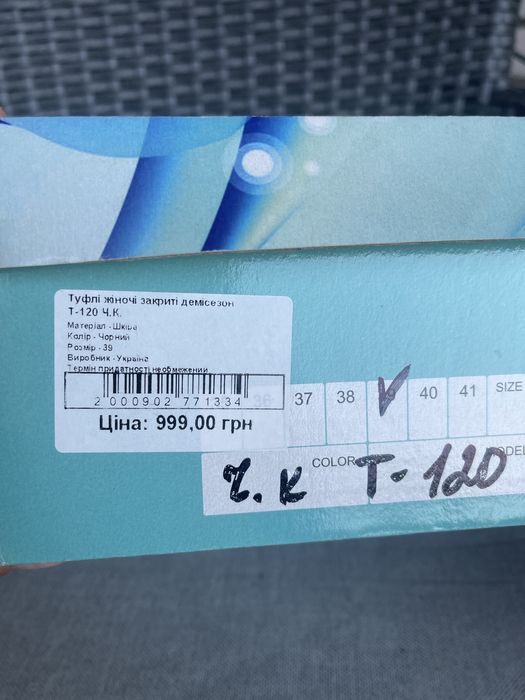 Туфлі жіночі закриті демісезон
Т-120 Ч.К.
Матеріал - Шкіра
Колір - Чорний
Розмір - 39
Виробник - Україна
Термін придатності необмежений
2 000902 771334
Ціна: 999,00 грн
36 37 38 40 41 SIZE
COLOR
ч.к Т-120